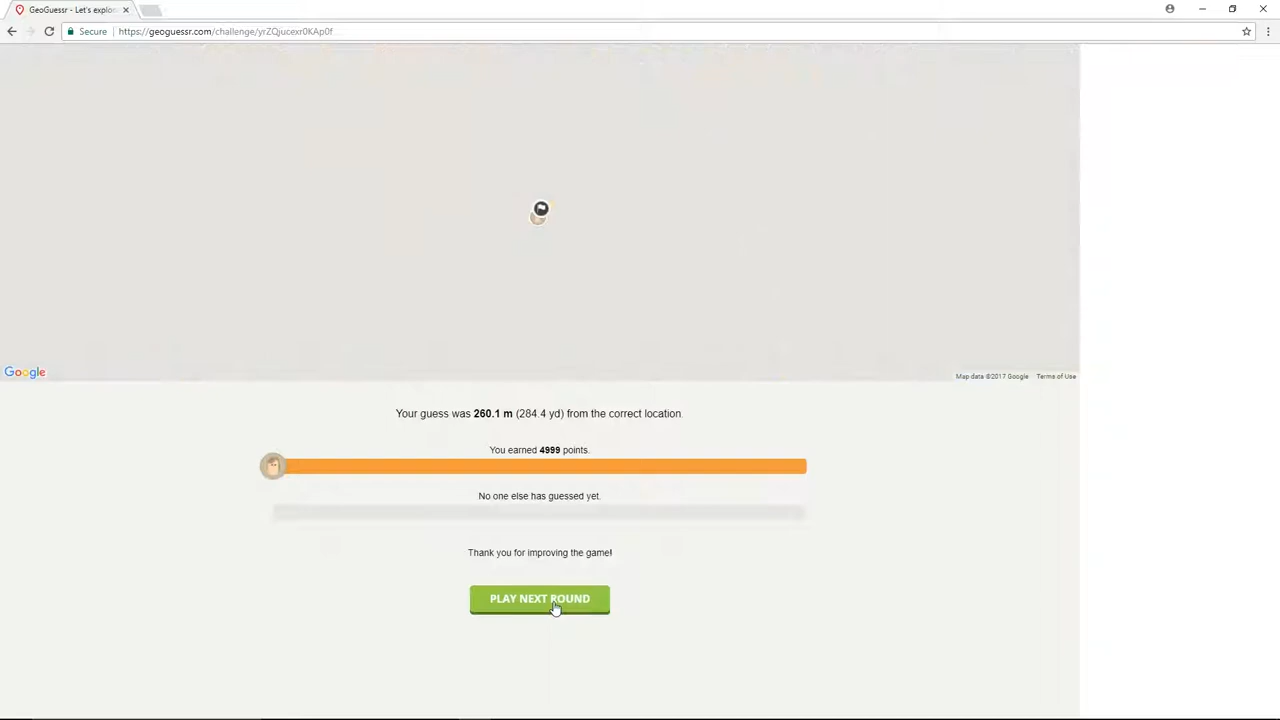 GeoGuessr - Let's explo
Secure
https://geoguessr.com/challenge/yrZQjucexr0KAp0f
Google
Map data ©2017 Google
Terms of Use
Your guess was 260.1 m (284.4 yd) from the correct location.
You earned 4999 points.
No one else has guessed yet.
Thank you for improving the game!
PLAY NEXT ROUND